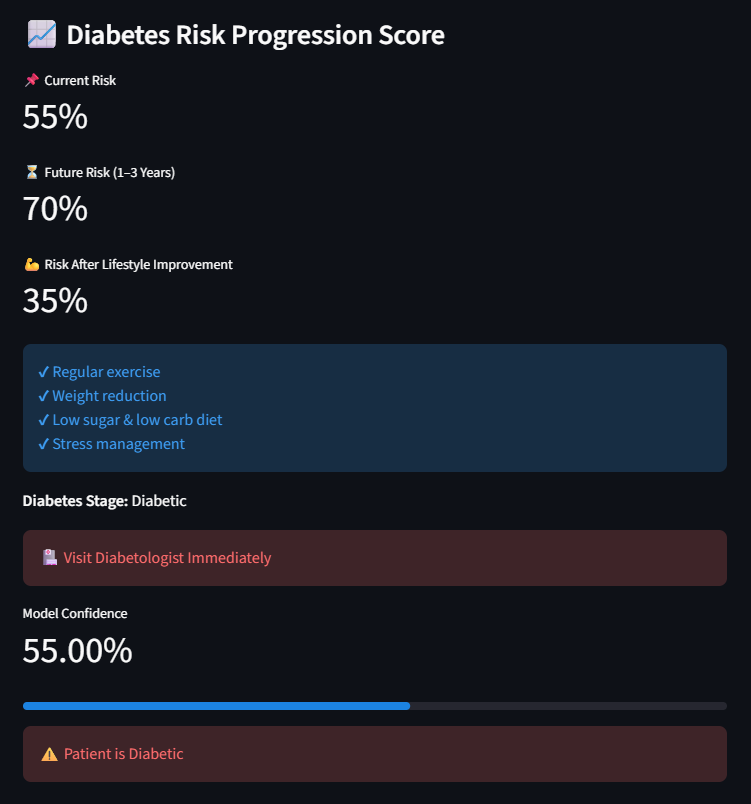 📈 Diabetes Risk Progression Score
📌 Current Risk
55%
⏳ Future Risk (1–3 Years)
70%
💪 Risk After Lifestyle Improvement
35%
✔ Regular exercise
✔ Weight reduction
✔ Low sugar & low carb diet
✔ Stress management
Diabetes Stage: Diabetic
🏥 Visit Diabetologist Immediately
Model Confidence
55.00%
⚠️ Patient is Diabetic